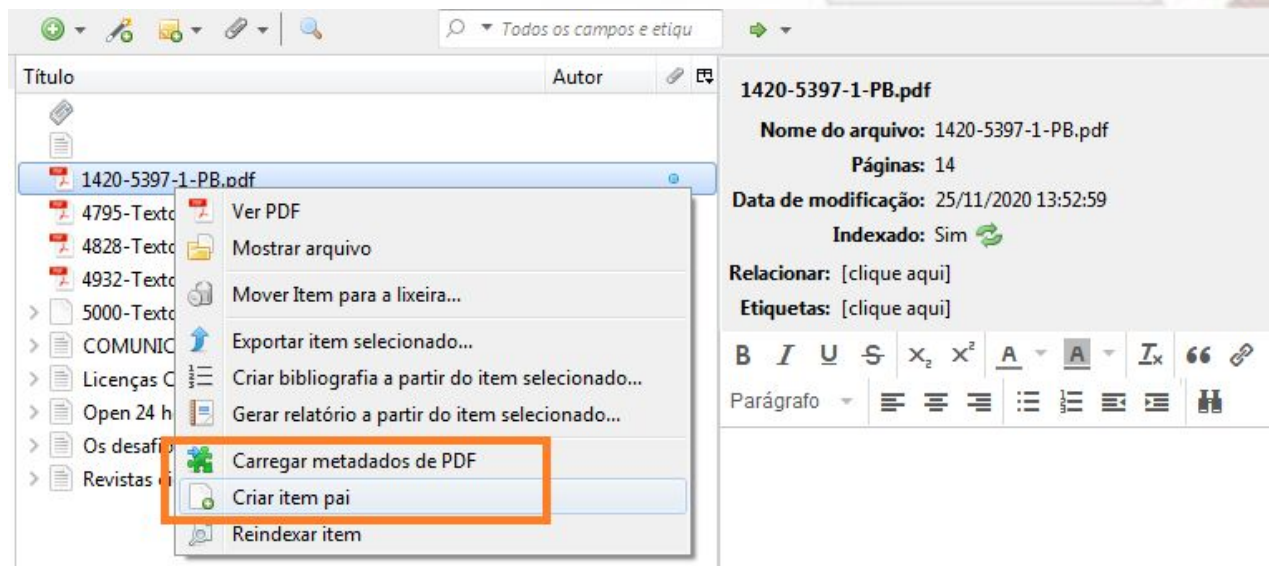 Todos os campos e etiqu
Título Autor
1420-5397-1-PB.pdf
4795-Texto
4828-Texto
4932-Texto
5000-Texto
COMUNIC
Licenças C
Open 24 h
Os desafio
Revistas
Ver PDF
Mostrar arquivo
Mover Item para a lixeira...
Exportar item selecionado...
Criar bibliografia a partir do item selecionado...
Gerar relatório a partir do item selecionado...
Carregar metadados de PDF
Criar item pai
Reindexar item
1420-5397-1-PB.pdf
Nome do arquivo: 1420-5397-1-PB.pdf
Páginas: 14
Data de modificação: 25/11/2020 13:52:59
Indexado: Sim
Relacionar: [clique aqui]
Etiquetas: [clique aqui]
B I U S X₂ X² A A Tx
Parágrafo